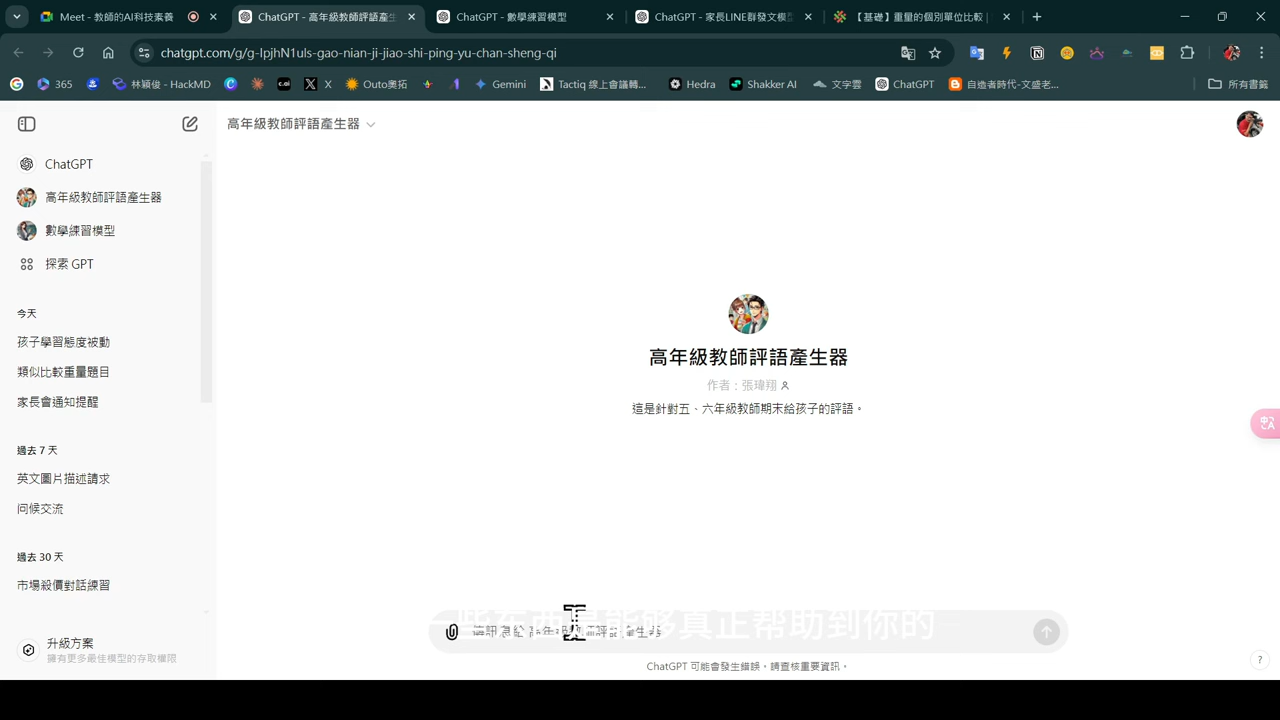 Meet - 教師的AI科技素養
ChatGPT - 高年級教師評語產生
ChatGPT - 數學練習模型
ChatGPT - 家長LINE群發文模
【基礎】重量的個別單位比較 |
chatgpt.com/g/g-lpjhN1uls-gao-nian-ji-jiao-shi-ping-yu-chan-sheng-qi
365
林穎俊 - HackMD
c.ai
X
Outo奧拓
Gemini
Tactiq 線上會議轉...
Hedra
Shakker AI
文字雲
ChatGPT
自造者時代-文盛老...
所有書籤
高年級教師評語產生器
ChatGPT
高年級教師評語產生器
數學練習模型
探索 GPT
今天
孩子學習態度被動
類似比較重量題目
家長會通知提醒
過去 7 天
英文圖片描述請求
问候交流
過去 30 天
市場殺價對話練習
升級方案
擁有更多最佳模型的存取權限
高年級教師評語產生器
作者：張瑋翔
這是針對五、六年級教師期末給孩子的評語。
一些东西是能够真正帮助到你的
ChatGPT 可能會發生錯誤。請查核重要資訊。
?